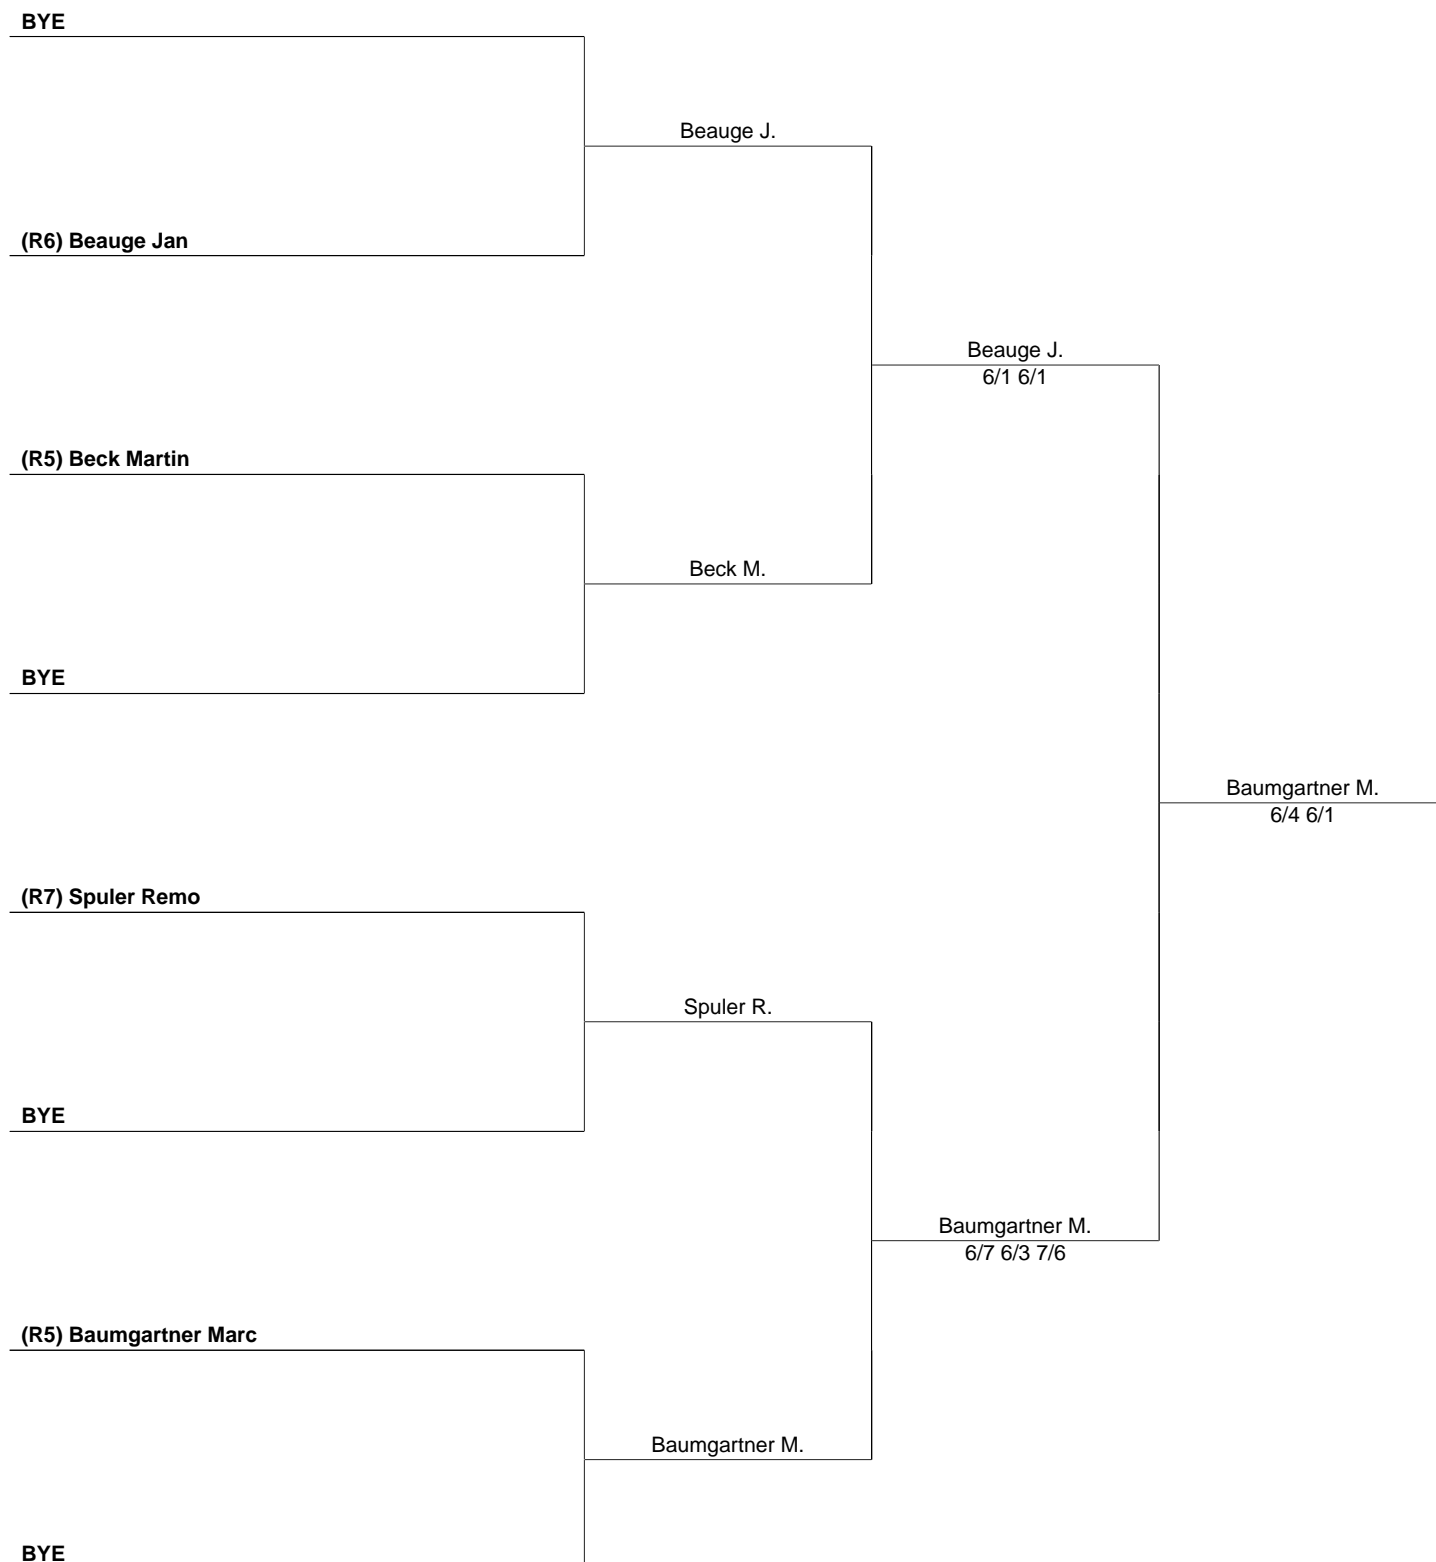 BYE
Beauge J.
(R6) Beauge Jan
Beauge J.
6/1 6/1
(R5) Beck Martin
Beck M.
BYE
Baumgartner M.
6/4 6/1
(R7) Spuler Remo
Spuler R.
BYE
Baumgartner M.
6/7 6/3 7/6
(R5) Baumgartner Marc
Baumgartner M.
BYE